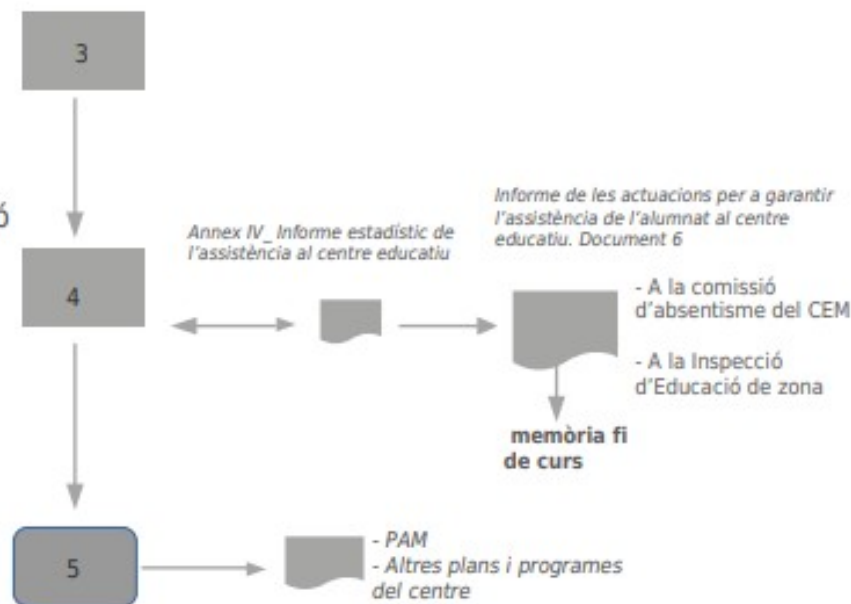 3
ó
Annex IV_ Informe estadístic de
l'assistència al centre educatiu
Informe de les actuacions per a garantir
l'assistència de l'alumnat al centre
educatiu. Document 6
4
- A la comissió
d'absentisme del CEM
- A la Inspecció
d'Educació de zona
memòria fi
de curs
5
- PAM
- Altres plans i programes
del centre